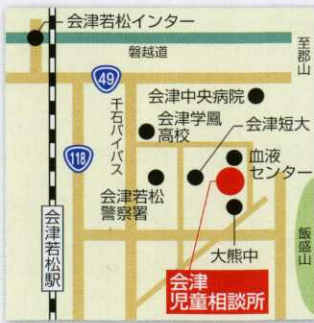 会津若松インター
磐越道
至郡山
49
千石バイパス
会津中央病院
会津学鳳
高校
会津短大
118
血液
センター
会津若松
警察署
会津若松駅
大熊中
飯盛山
会津
児童相談所